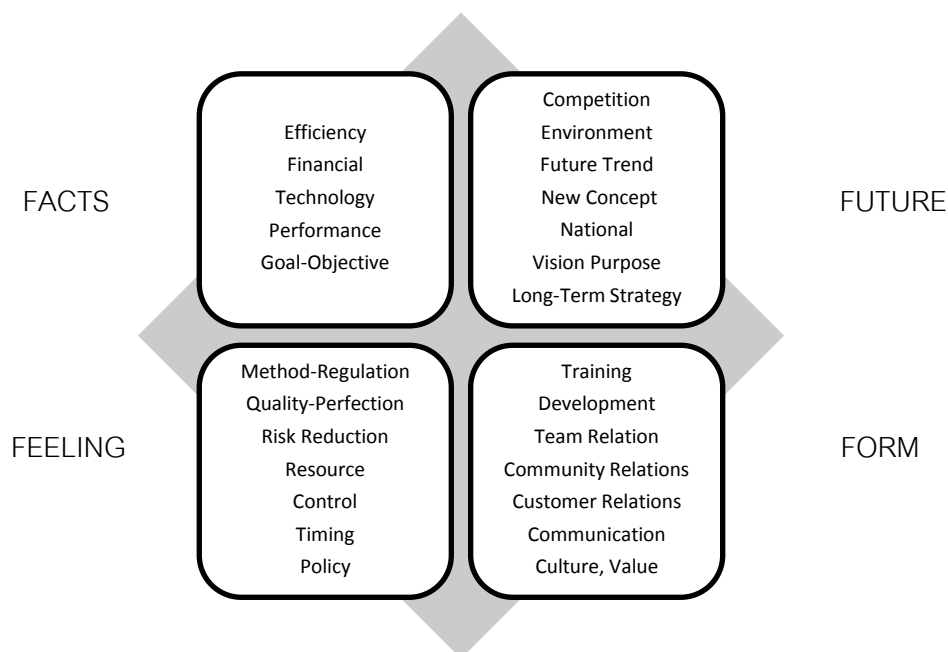 FACTS
Efficiency
Financial
Technology
Performance
Goal-Objective
Competition
Environment
Future Trend
New Concept
National
Vision Purpose
Long-Term Strategy
FUTURE
FEELING
Method-Regulation
Quality-Perfection
Risk Reduction
Resource
Control
Timing
Policy
Training
Development
Team Relation
Community Relations
Customer Relations
Communication
Culture, Value
FORM